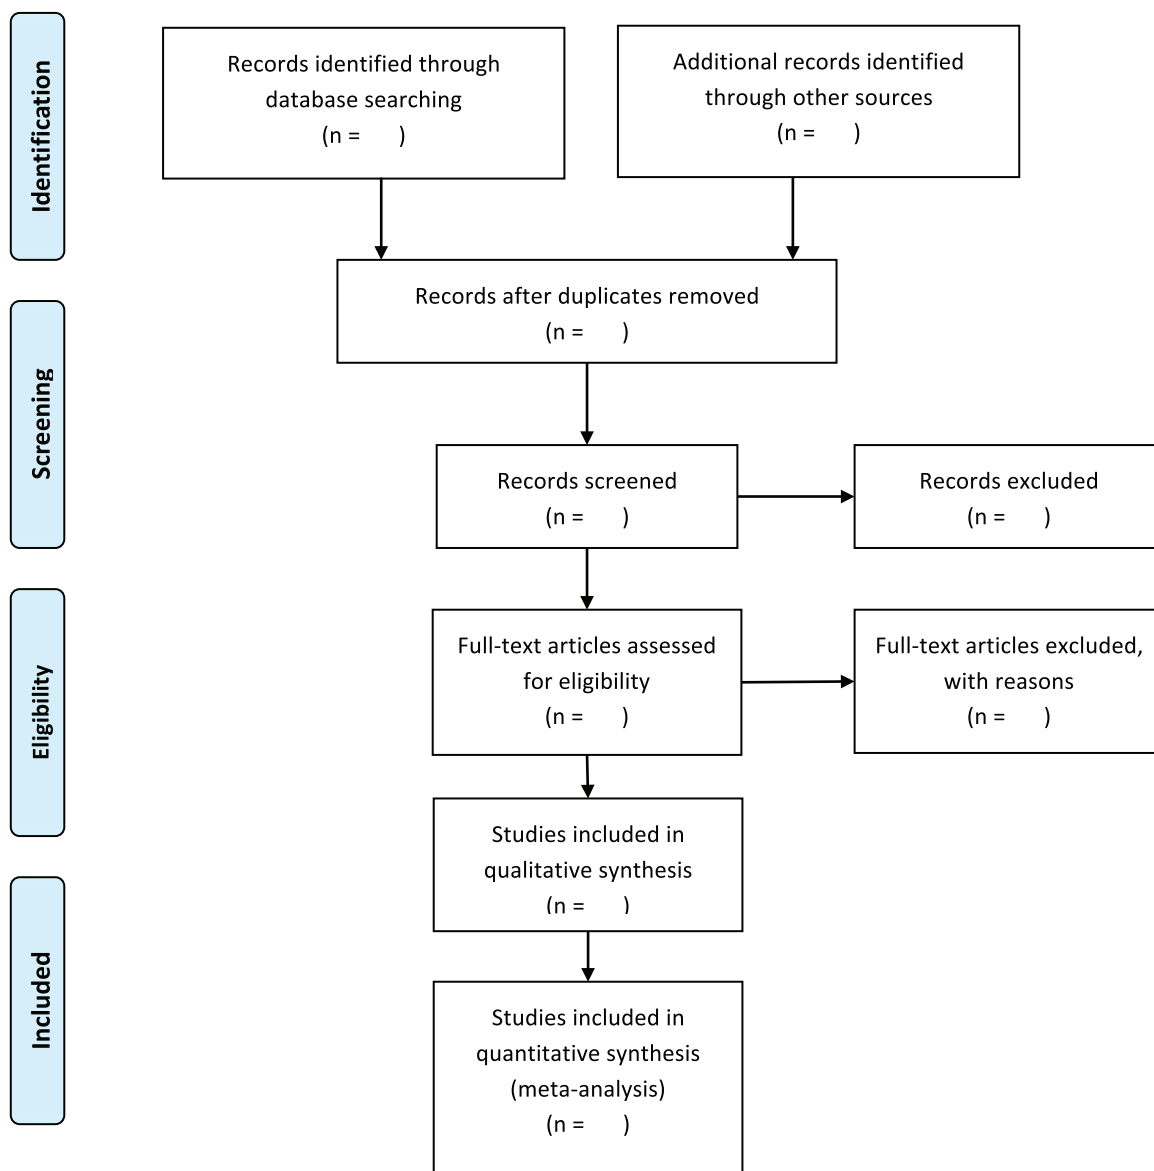 Identification
Records identified through
database searching
(n =      )
Additional records identified
through other sources
(n =      )
Records after duplicates removed
(n =      )
Screening
Records screened
(n =      )
Records excluded
(n =      )
Eligibility
Full-text articles assessed
for eligibility
(n =      )
Full-text articles excluded,
with reasons
(n =      )
Studies included in
qualitative synthesis
(n =      )
Included
Studies included in
quantitative synthesis
(meta-analysis)
(n =      )